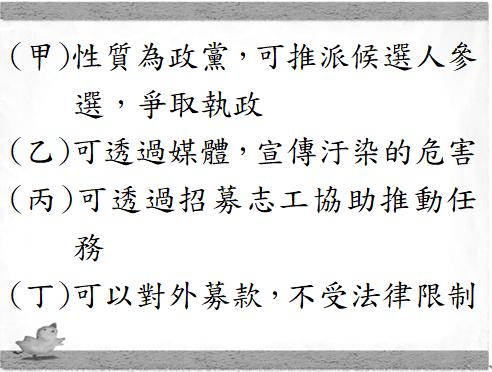 (甲)性質為政黨，可推派候選人參
選，爭取執政
(乙)可透過媒體，宣傳汙染的危害
(丙)可透過招募志工協助推動任
務
(丁)可以對外募款，不受法律限制